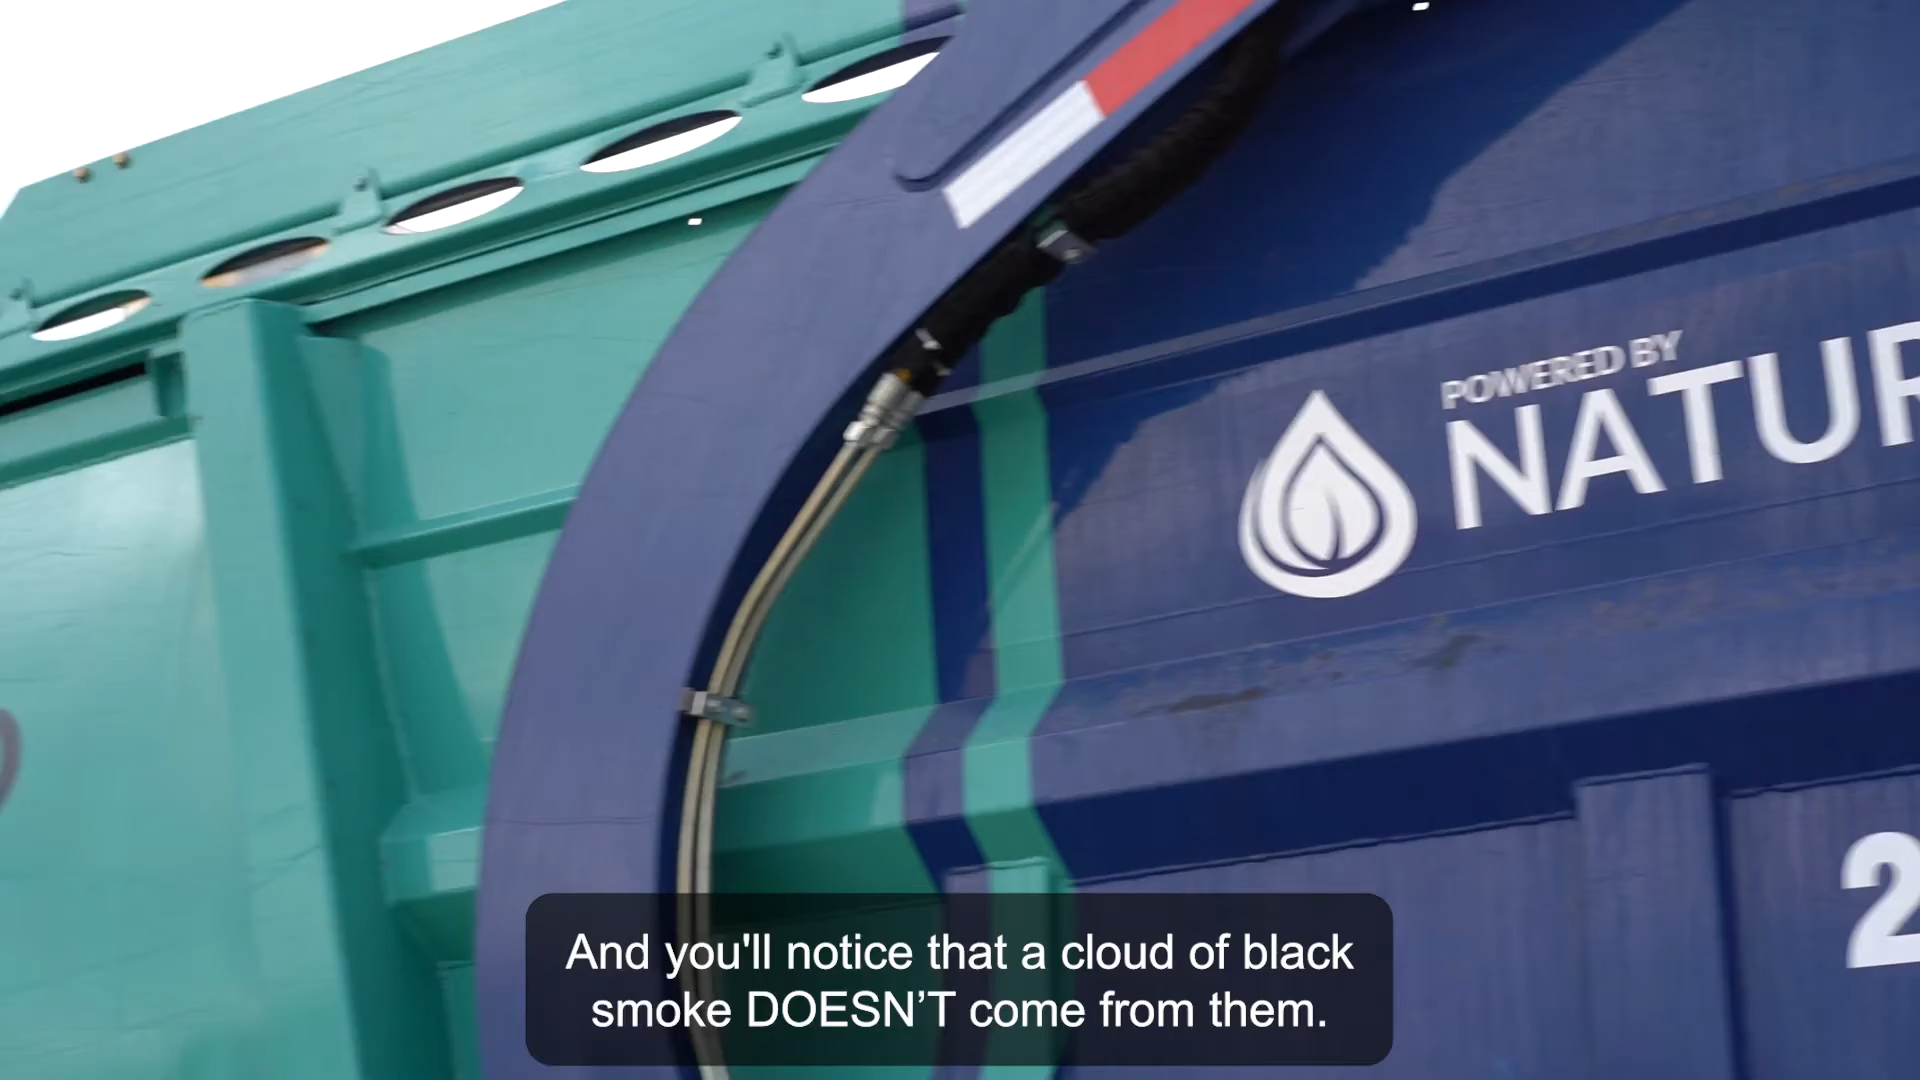 POWERED BY
NATUR
2
And you'll notice that a cloud of black
smoke DOESN’T come from them.